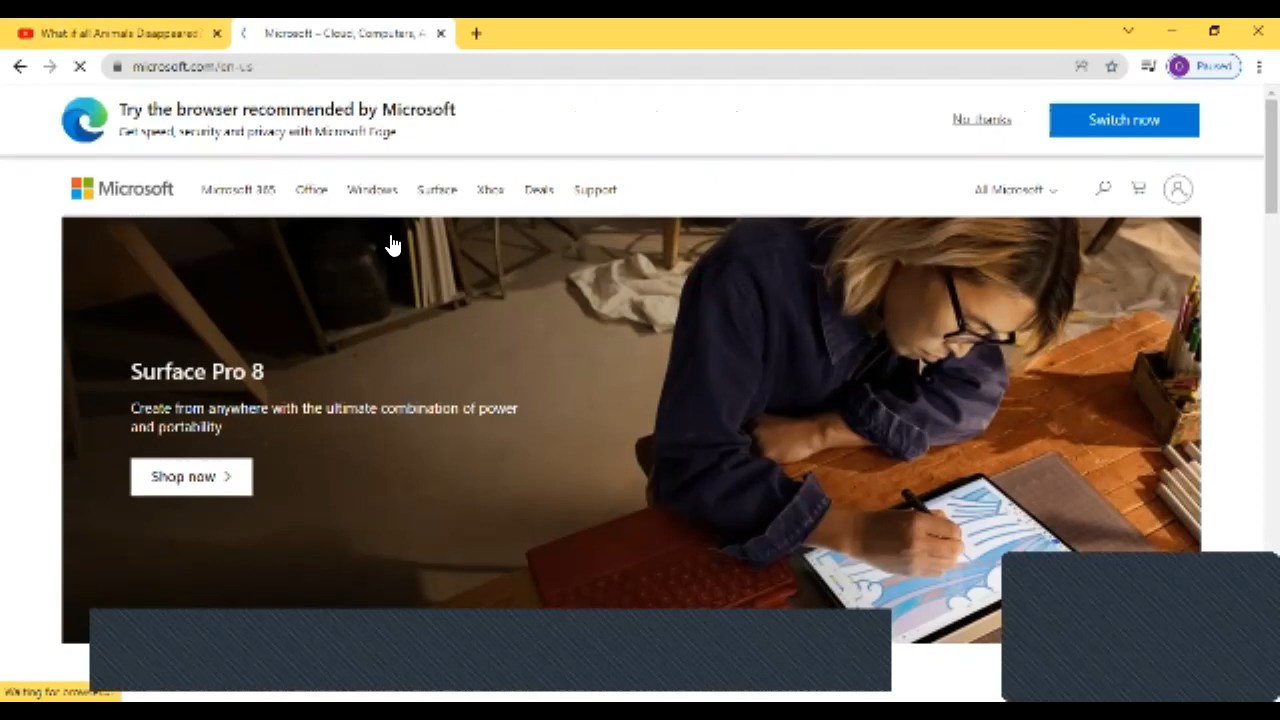 What if all Animals Disappeared?
Microsoft – Cloud, Computers, A
microsoft.com/en-us
Paused
Try the browser recommended by Microsoft
Get speed, security and privacy with Microsoft Edge
No thanks
Switch now
Microsoft
Microsoft 365 Office Windows Surface Xbox Deals Support
All Microsoft
Surface Pro 8
Create from anywhere with the ultimate combination of power
and portability
Shop now
Waiting for